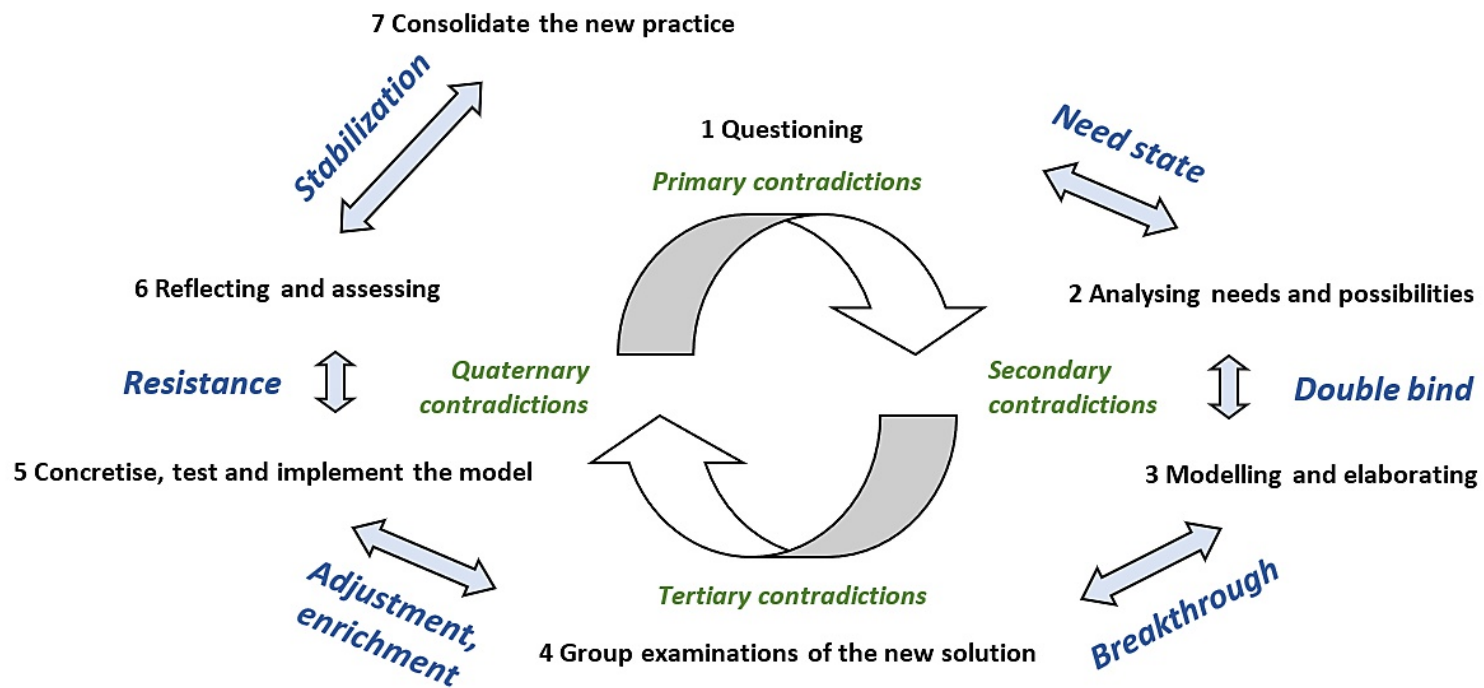 7 Consolidate the new practice
Stabilization
1 Questioning
Need state
Primary contradictions
6 Reflecting and assessing
2 Analysing needs and possibilities
Resistance
Quaternary
contradictions
Secondary
contradictions
Double bind
5 Concretise, test and implement the model
3 Modelling and elaborating
Adjustment,
enrichment
Tertiary contradictions
Breakthrough
4 Group examinations of the new solution